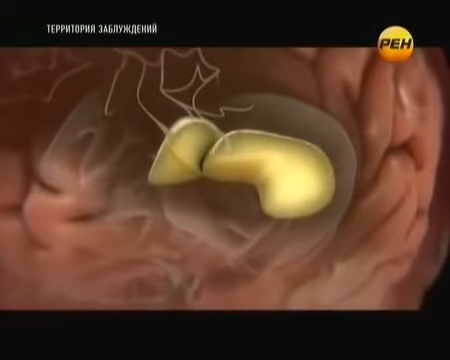 ТЕРРИТОРИЯ ЗАБЛУЖДЕНИЙ
РЕН